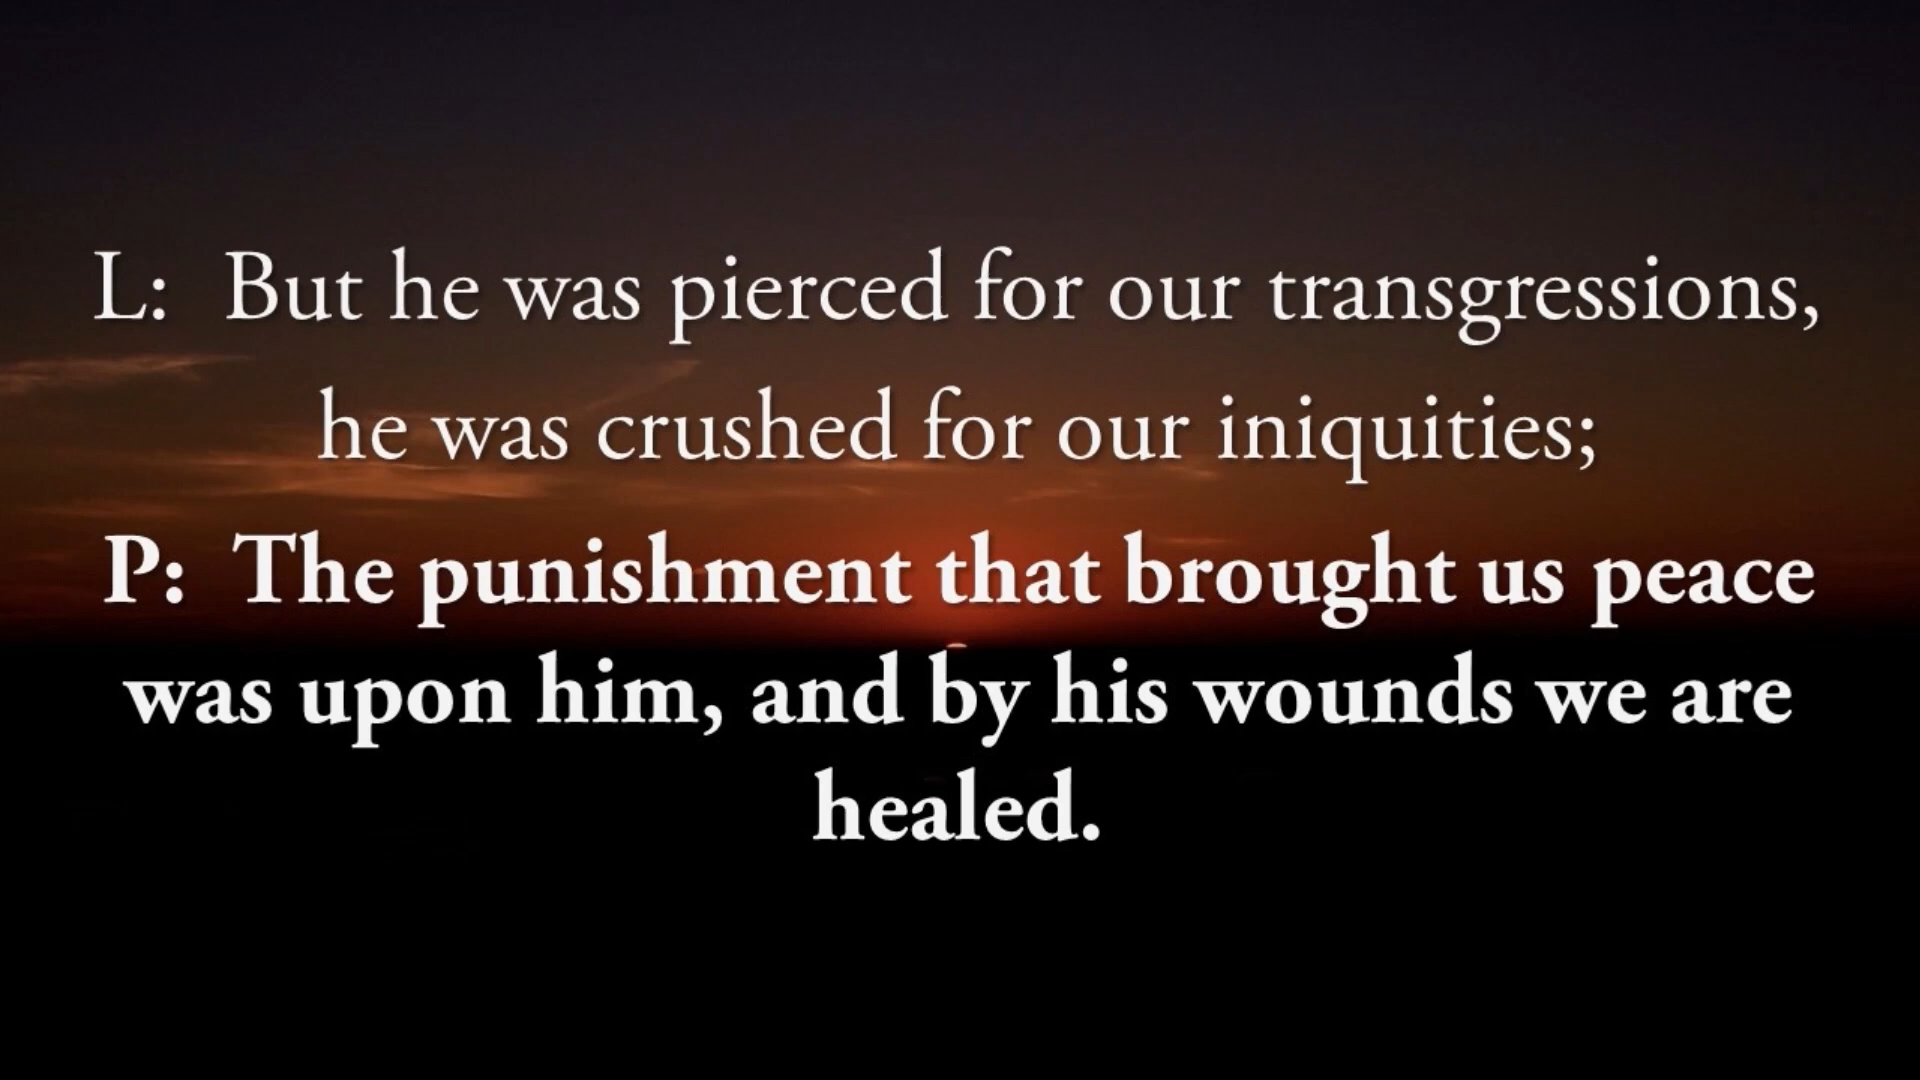 L: But he was pierced for our transgressions,
he was crushed for our iniquities;
P: The punishment that brought us peace
was upon him, and by his wounds we are
healed.